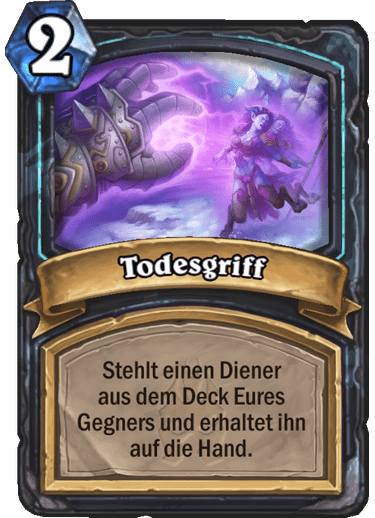 2
Todesgriff
Stehlt einen Diener
aus dem Deck Eures
Gegners und erhaltet ihn
auf die Hand.